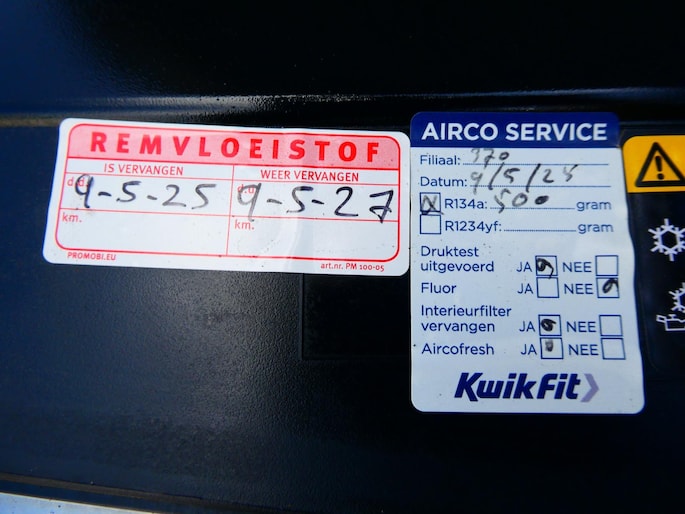 REMVLOEISTOF
IS VERVANGEN
WEER VERVANGEN
d.d. 9-5-25
d.d. 9-5-27
km.
km.
PROMOBI.EU
art.nr. PM 100-05
AIRCO SERVICE
Filiaal: 370
Datum: 9/5/25
R134a: 500 gram
R1234yf: gram
Druktest
uitgevoerd JA NEE
Fluor JA NEE
Interieurfilter
vervangen JA NEE
Aircofresh JA NEE
KwikFit